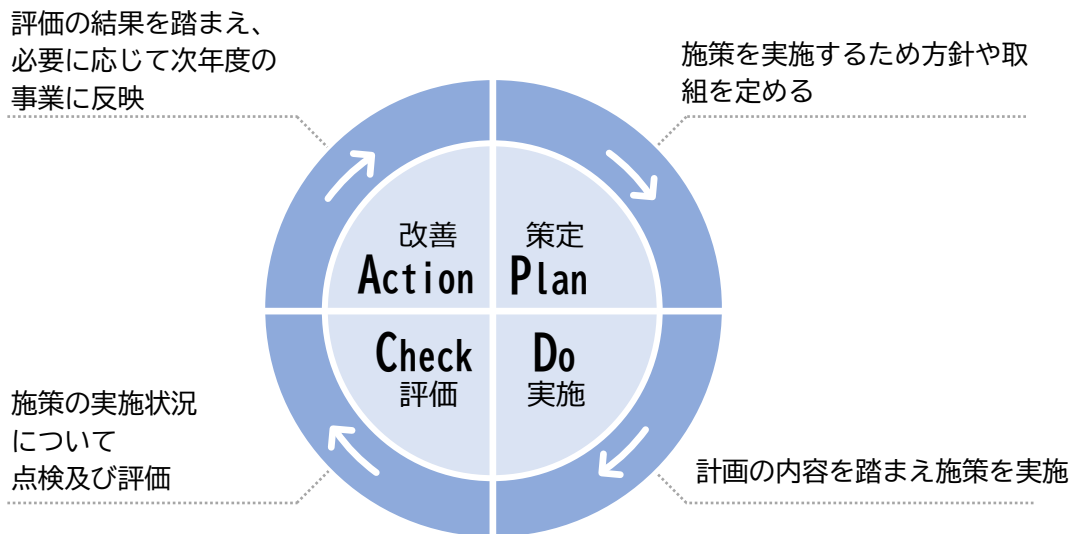 評価の結果を踏まえ、
必要に応じて次年度の
事業に反映
施策を実施するため方針や取
組を定める
改善
Action
策定
Plan
Check
評価
Do
実施
施策の実施状況
について
点検及び評価
計画の内容を踏まえ施策を実施